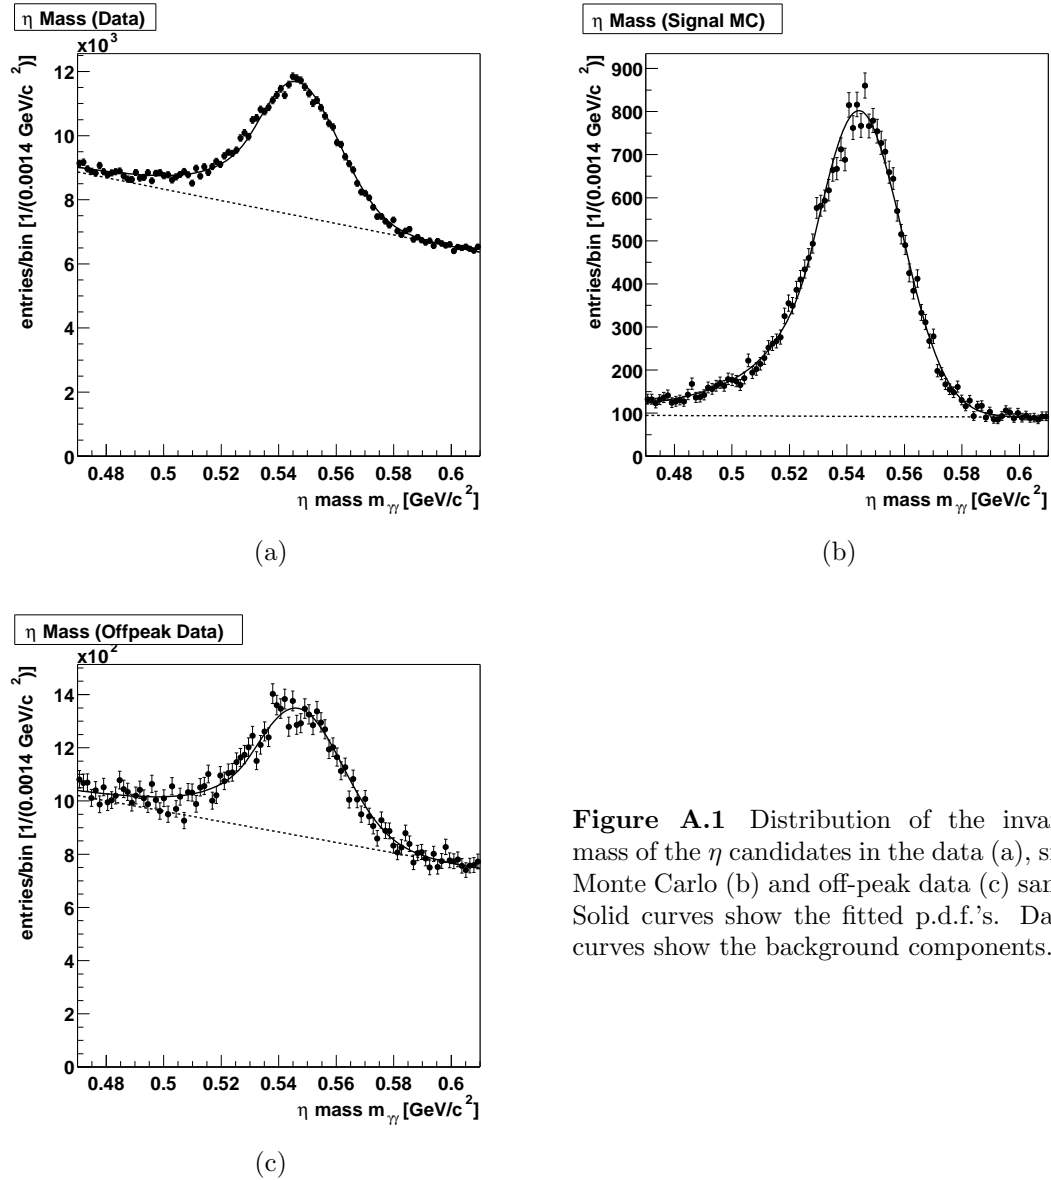 η Mass (Data)
×10³
entries/bin [1/(0.0014 GeV/c²)]
12
10
8
6
4
2
0
0.48 0.5 0.52 0.54 0.56 0.58 0.6
η mass m_γγ [GeV/c²]
(a)
η Mass (Signal MC)
entries/bin [1/(0.0014 GeV/c²)]
900
800
700
600
500
400
300
200
100
0
0.48 0.5 0.52 0.54 0.56 0.58 0.6
η mass m_γγ [GeV/c²]
(b)
η Mass (Offpeak Data)
×10²
entries/bin [1/(0.0014 GeV/c²)]
14
12
10
8
6
4
2
0
0.48 0.5 0.52 0.54 0.56 0.58 0.6
η mass m_γγ [GeV/c²]
(c)
Figure A.1 Distribution of the inva
mass of the η candidates in the data (a), si
Monte Carlo (b) and off-peak data (c) sam
Solid curves show the fitted p.d.f.'s. Da
curves show the background components.